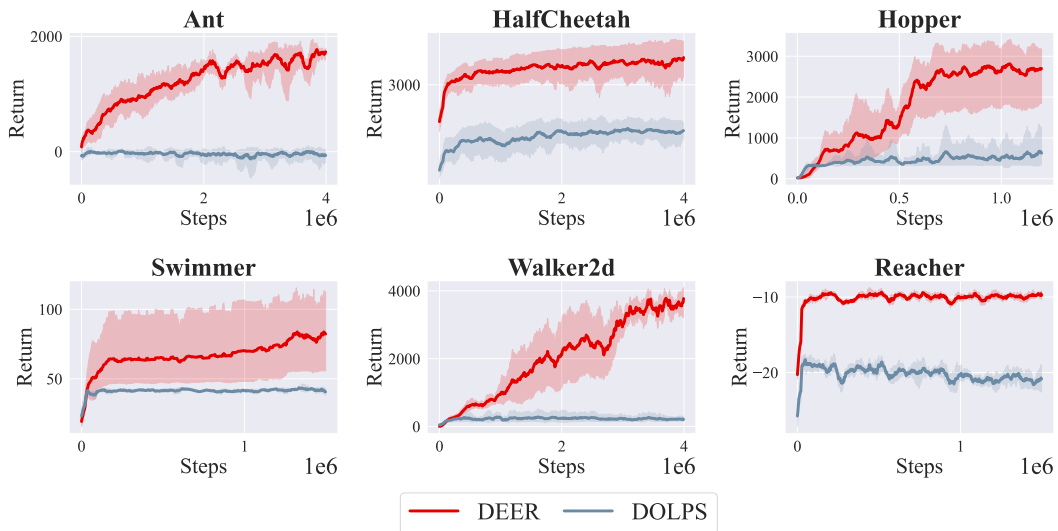 Ant
Return
2000
0
0
2
4
Steps
1e6
HalfCheetah
Return
3000
0
2
4
Steps
1e6
Hopper
Return
3000
2000
1000
0
0.0
0.5
1.0
Steps
1e6
Swimmer
Return
100
50
0
1
Steps
1e6
Walker2d
Return
4000
2000
0
0
2
4
Steps
1e6
Reacher
Return
−10
−20
0
1
Steps
1e6
DEER
DOLPS